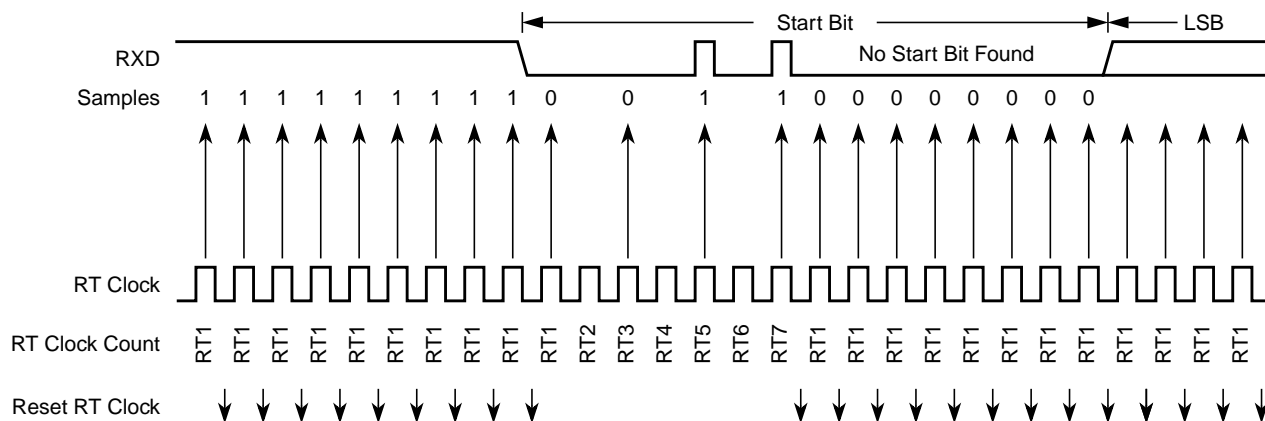 Start Bit LSB
RXD No Start Bit Found
Samples 1 1 1 1 1 1 1 1 1 0 0 1 1 0 0 0 0 0 0 0 0
RT Clock
RT Clock Count RT1 RT1 RT1 RT1 RT1 RT1 RT1 RT1 RT1 RT1 RT2 RT3 RT4 RT5 RT6 RT7 RT1 RT1 RT1 RT1 RT1 RT1 RT1 RT1 RT1 RT1 RT1 RT1
Reset RT Clock